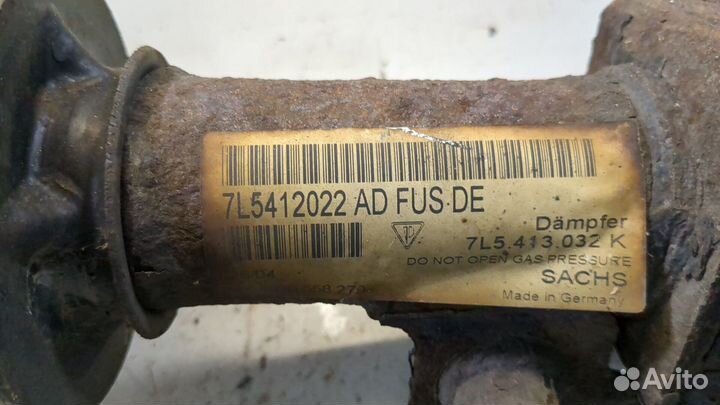 7L5412022 AD FUS DE
Dämpfer
7L5.413.032 K
DO NOT OPEN GAS PRESSURE
SACHS
Made in Germany
Avito